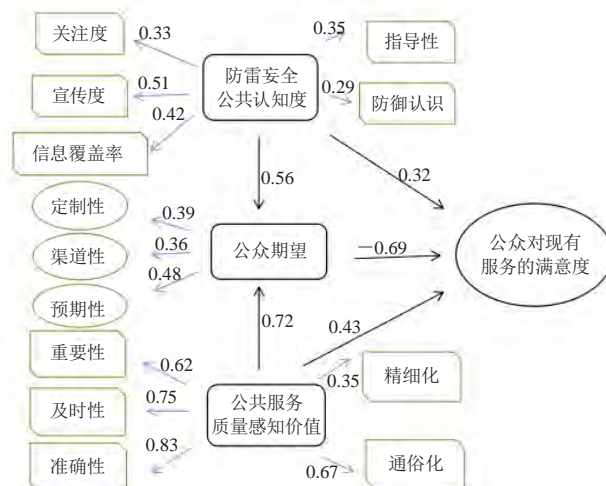 关注度
0.33
0.35
指导性
防雷安全
公共认知度
宣传度
0.51
0.29
防御认识
0.42
信息覆盖率
0.56
0.32
定制性
0.39
渠道性
0.36
公众期望
－0.69
公众对现有
服务的满意度
0.48
预期性
0.72
0.43
重要性
0.62
0.35
精细化
及时性
0.75
公共服务
质量感知价值
准确性
0.83
0.67
通俗化